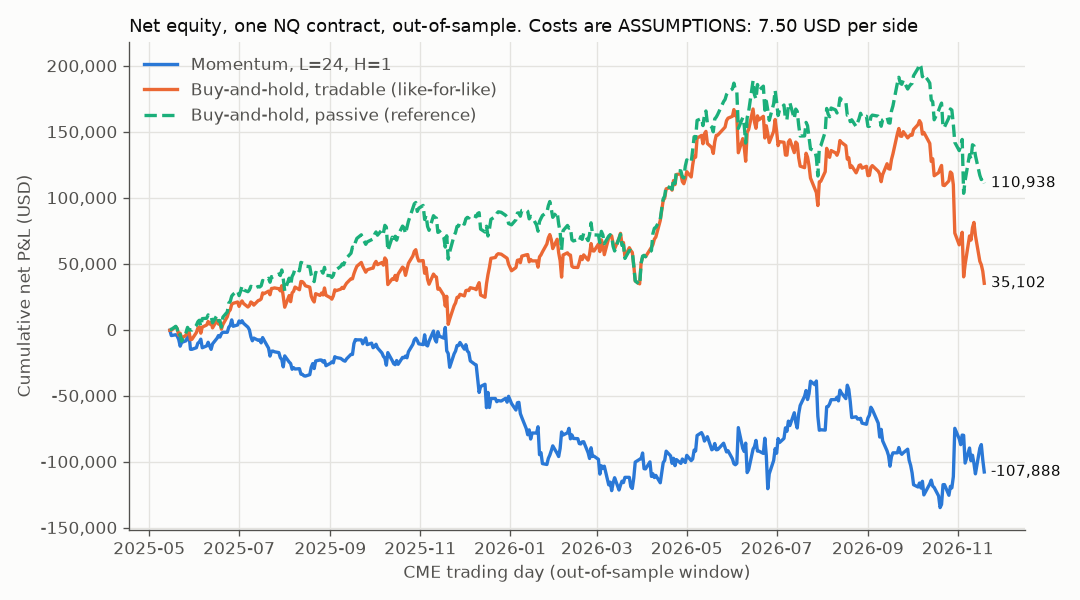 Net equity, one NQ contract, out-of-sample. Costs are ASSUMPTIONS: 7.50 USD per side
Momentum, L=24, H=1
Buy-and-hold, tradable (like-for-like)
Buy-and-hold, passive (reference)
Cumulative net P&L (USD)
200,000
150,000
100,000
50,000
0
-50,000
-100,000
-150,000
110,938
35,102
-107,888
2025-05 2025-07 2025-09 2025-11 2026-01 2026-03 2026-05 2026-07 2026-09 2026-11
CME trading day (out-of-sample window)